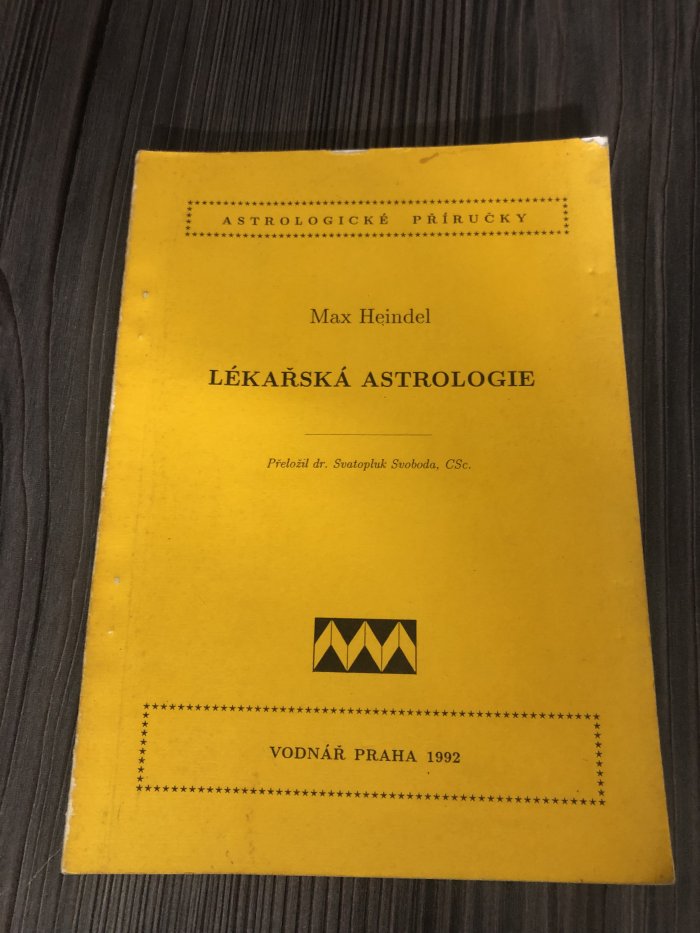 ASTROLOGICKÉ PŘÍRUČKY
Max Heindel
LÉKAŘSKÁ ASTROLOGIE
Přeložil dr. Svatopluk Svoboda, CSc.
VODNÁŘ PRAHA 1992